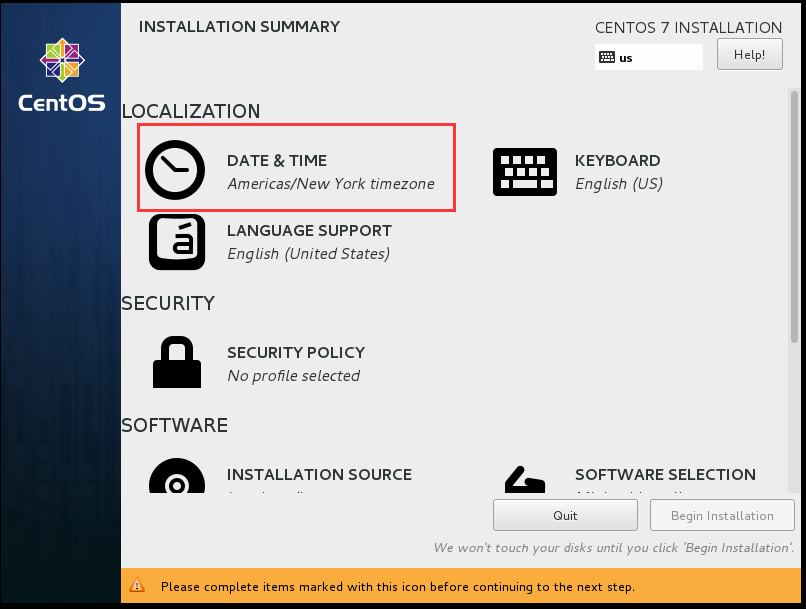 INSTALLATION SUMMARY
CENTOS 7 INSTALLATION
us
Help!
CentOS
LOCALIZATION
DATE & TIME
Americas/New York timezone
KEYBOARD
English (US)
á
LANGUAGE SUPPORT
English (United States)
SECURITY
SECURITY POLICY
No profile selected
SOFTWARE
INSTALLATION SOURCE
SOFTWARE SELECTION
Quit
Begin Installation
We won't touch your disks until you click 'Begin Installation'.
Please complete items marked with this icon before continuing to the next step.